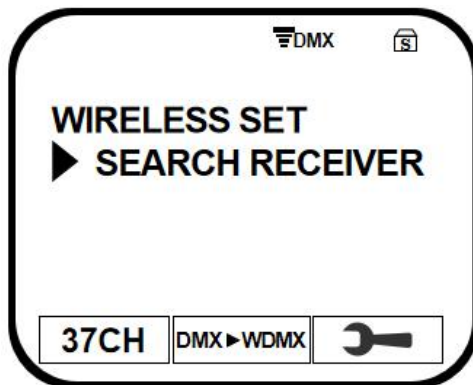 DMX S
WIRELESS SET
▶ SEARCH RECEIVER
37CH DMX▶WDMX